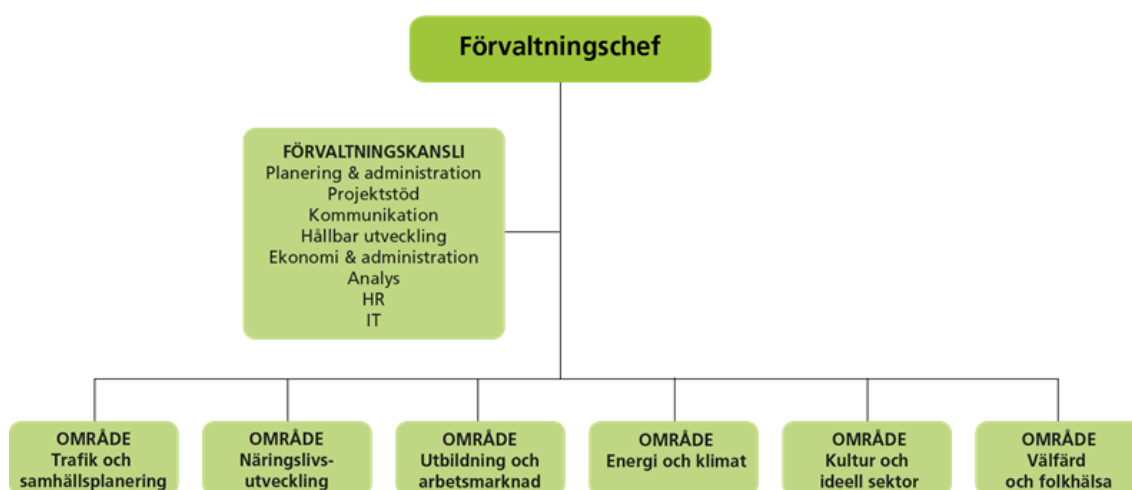 Förvaltningschef
FÖRVALTNINGSKANSLI
Planering & administration
Projektstöd
Kommunikation
Hållbar utveckling
Ekonomi & administration
Analys
HR
IT
OMRÅDE
Trafik och
samhällsplanering
OMRÅDE
Näringslivs-
utveckling
OMRÅDE
Utbildning och
arbetsmarknad
OMRÅDE
Energi och klimat
OMRÅDE
Kultur och
ideell sektor
OMRÅDE
Välfärd
och folkhälsa